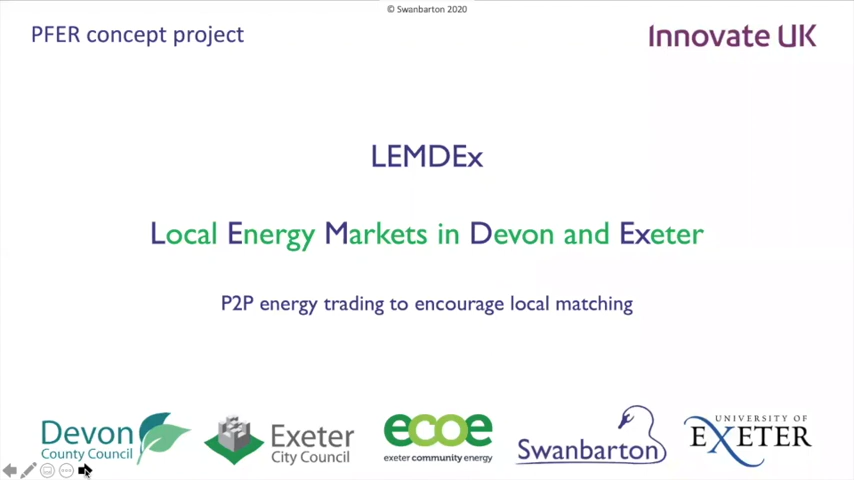 © Swanbarton 2020
PFER concept project
Innovate UK
LEMDEx
Local Energy Markets in Devon and Exeter
P2P energy trading to encourage local matching
Devon
County Council
Exeter
City Council
ecoe
exeter community energy
Swanbarton
UNIVERSITY OF
EXETER